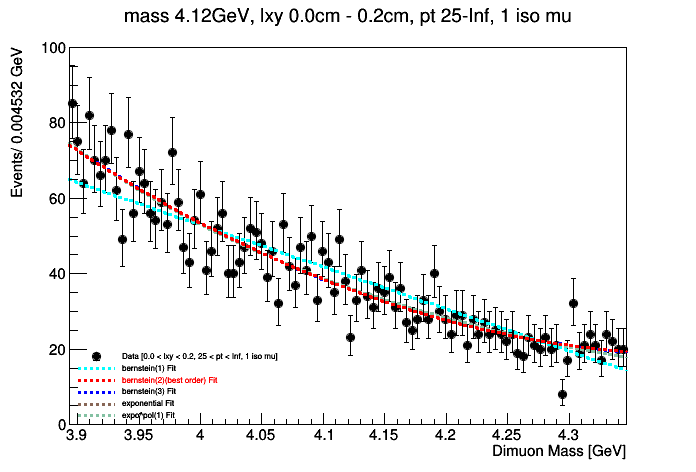 mass 4.12GeV, lxy 0.0cm - 0.2cm, pt 25-Inf, 1 iso mu
Events/ 0.004532 GeV
100
80
60
40
20
0
Data [0.0 < lxy < 0.2, 25 < pt < Inf, 1 iso mu]
bernstein(1) Fit
bernstein(2)(best order) Fit
bernstein(3) Fit
exponential Fit
expo*pol(1) Fit
3.9 3.95 4 4.05 4.1 4.15 4.2 4.25 4.3
Dimuon Mass [GeV]